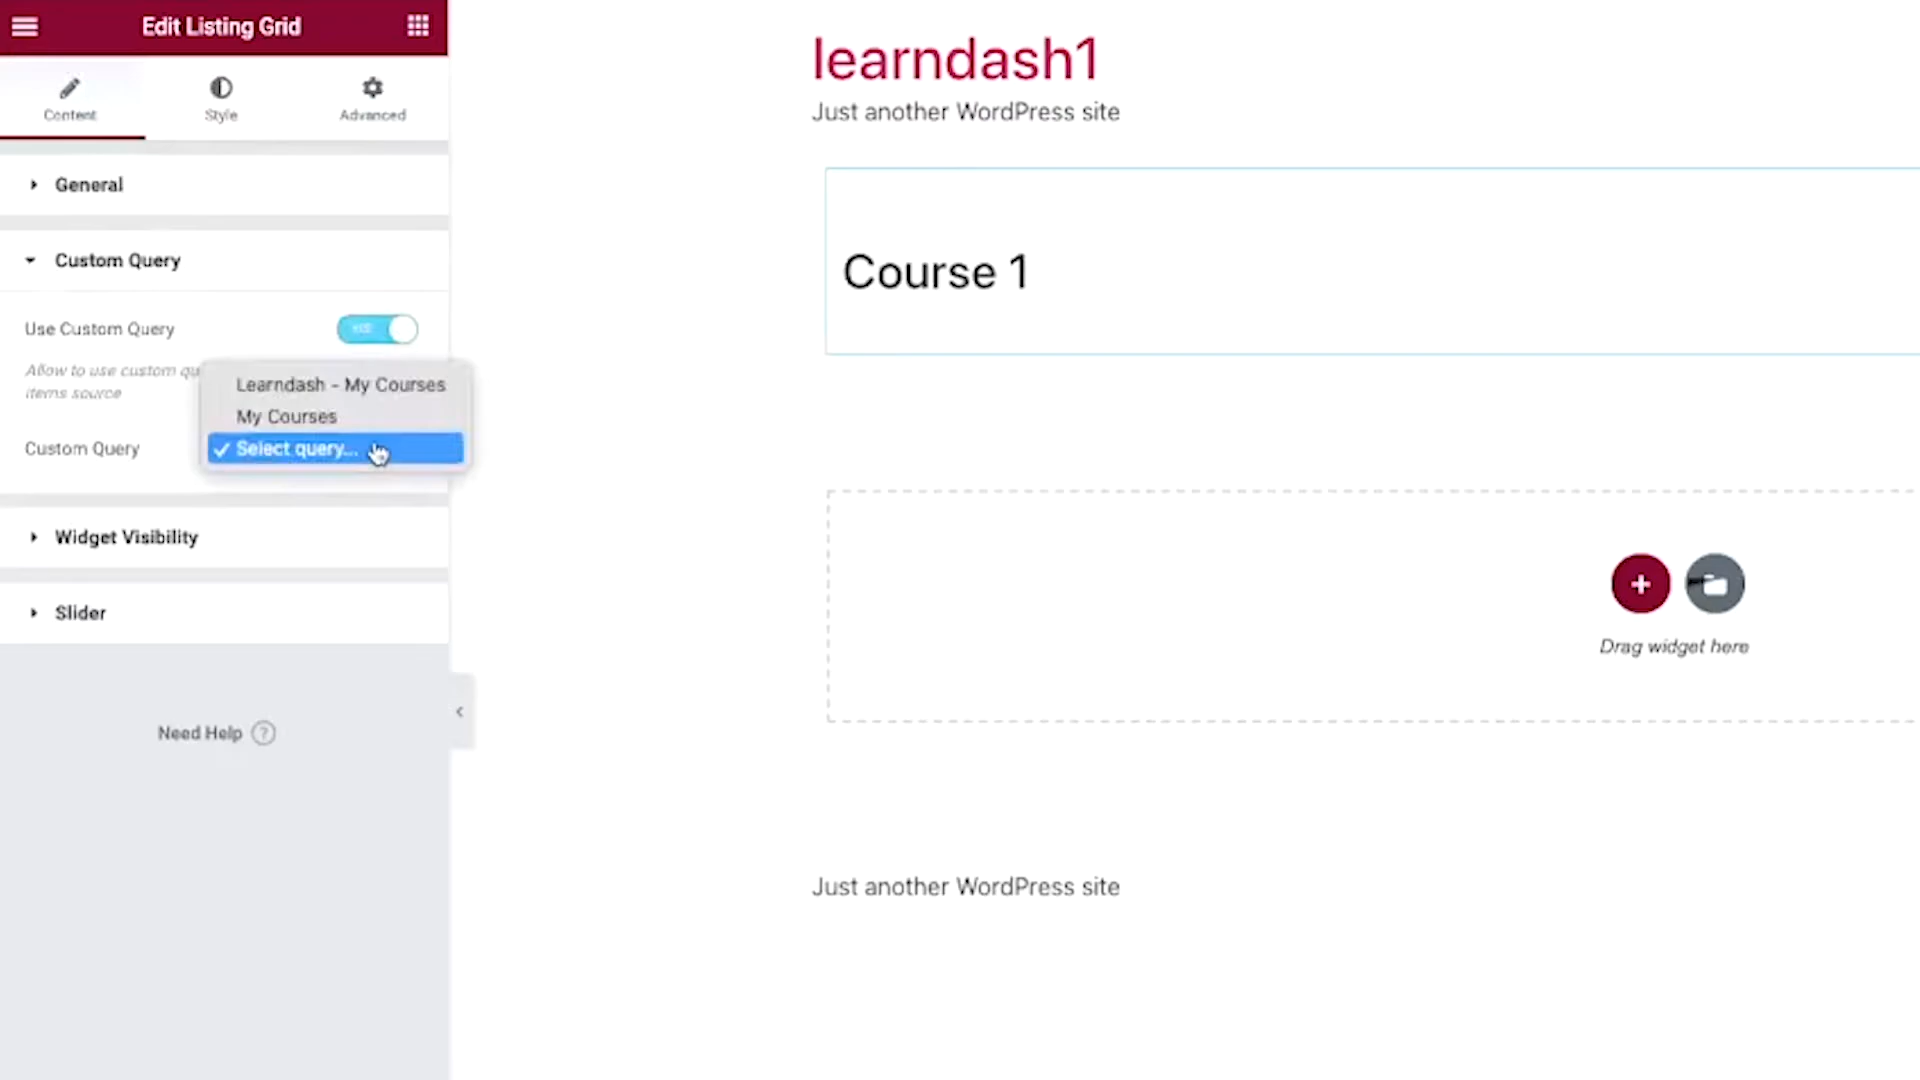 Edit Listing Grid
Content
Style
Advanced
General
Custom Query
Use Custom Query
YES
Allow to use custom qu
items source
Custom Query
Learndash - My Courses
My Courses
Select query...
Widget Visibility
Slider
Need Help ?
learndash1
Just another WordPress site
Course 1
Drag widget here
Just another WordPress site